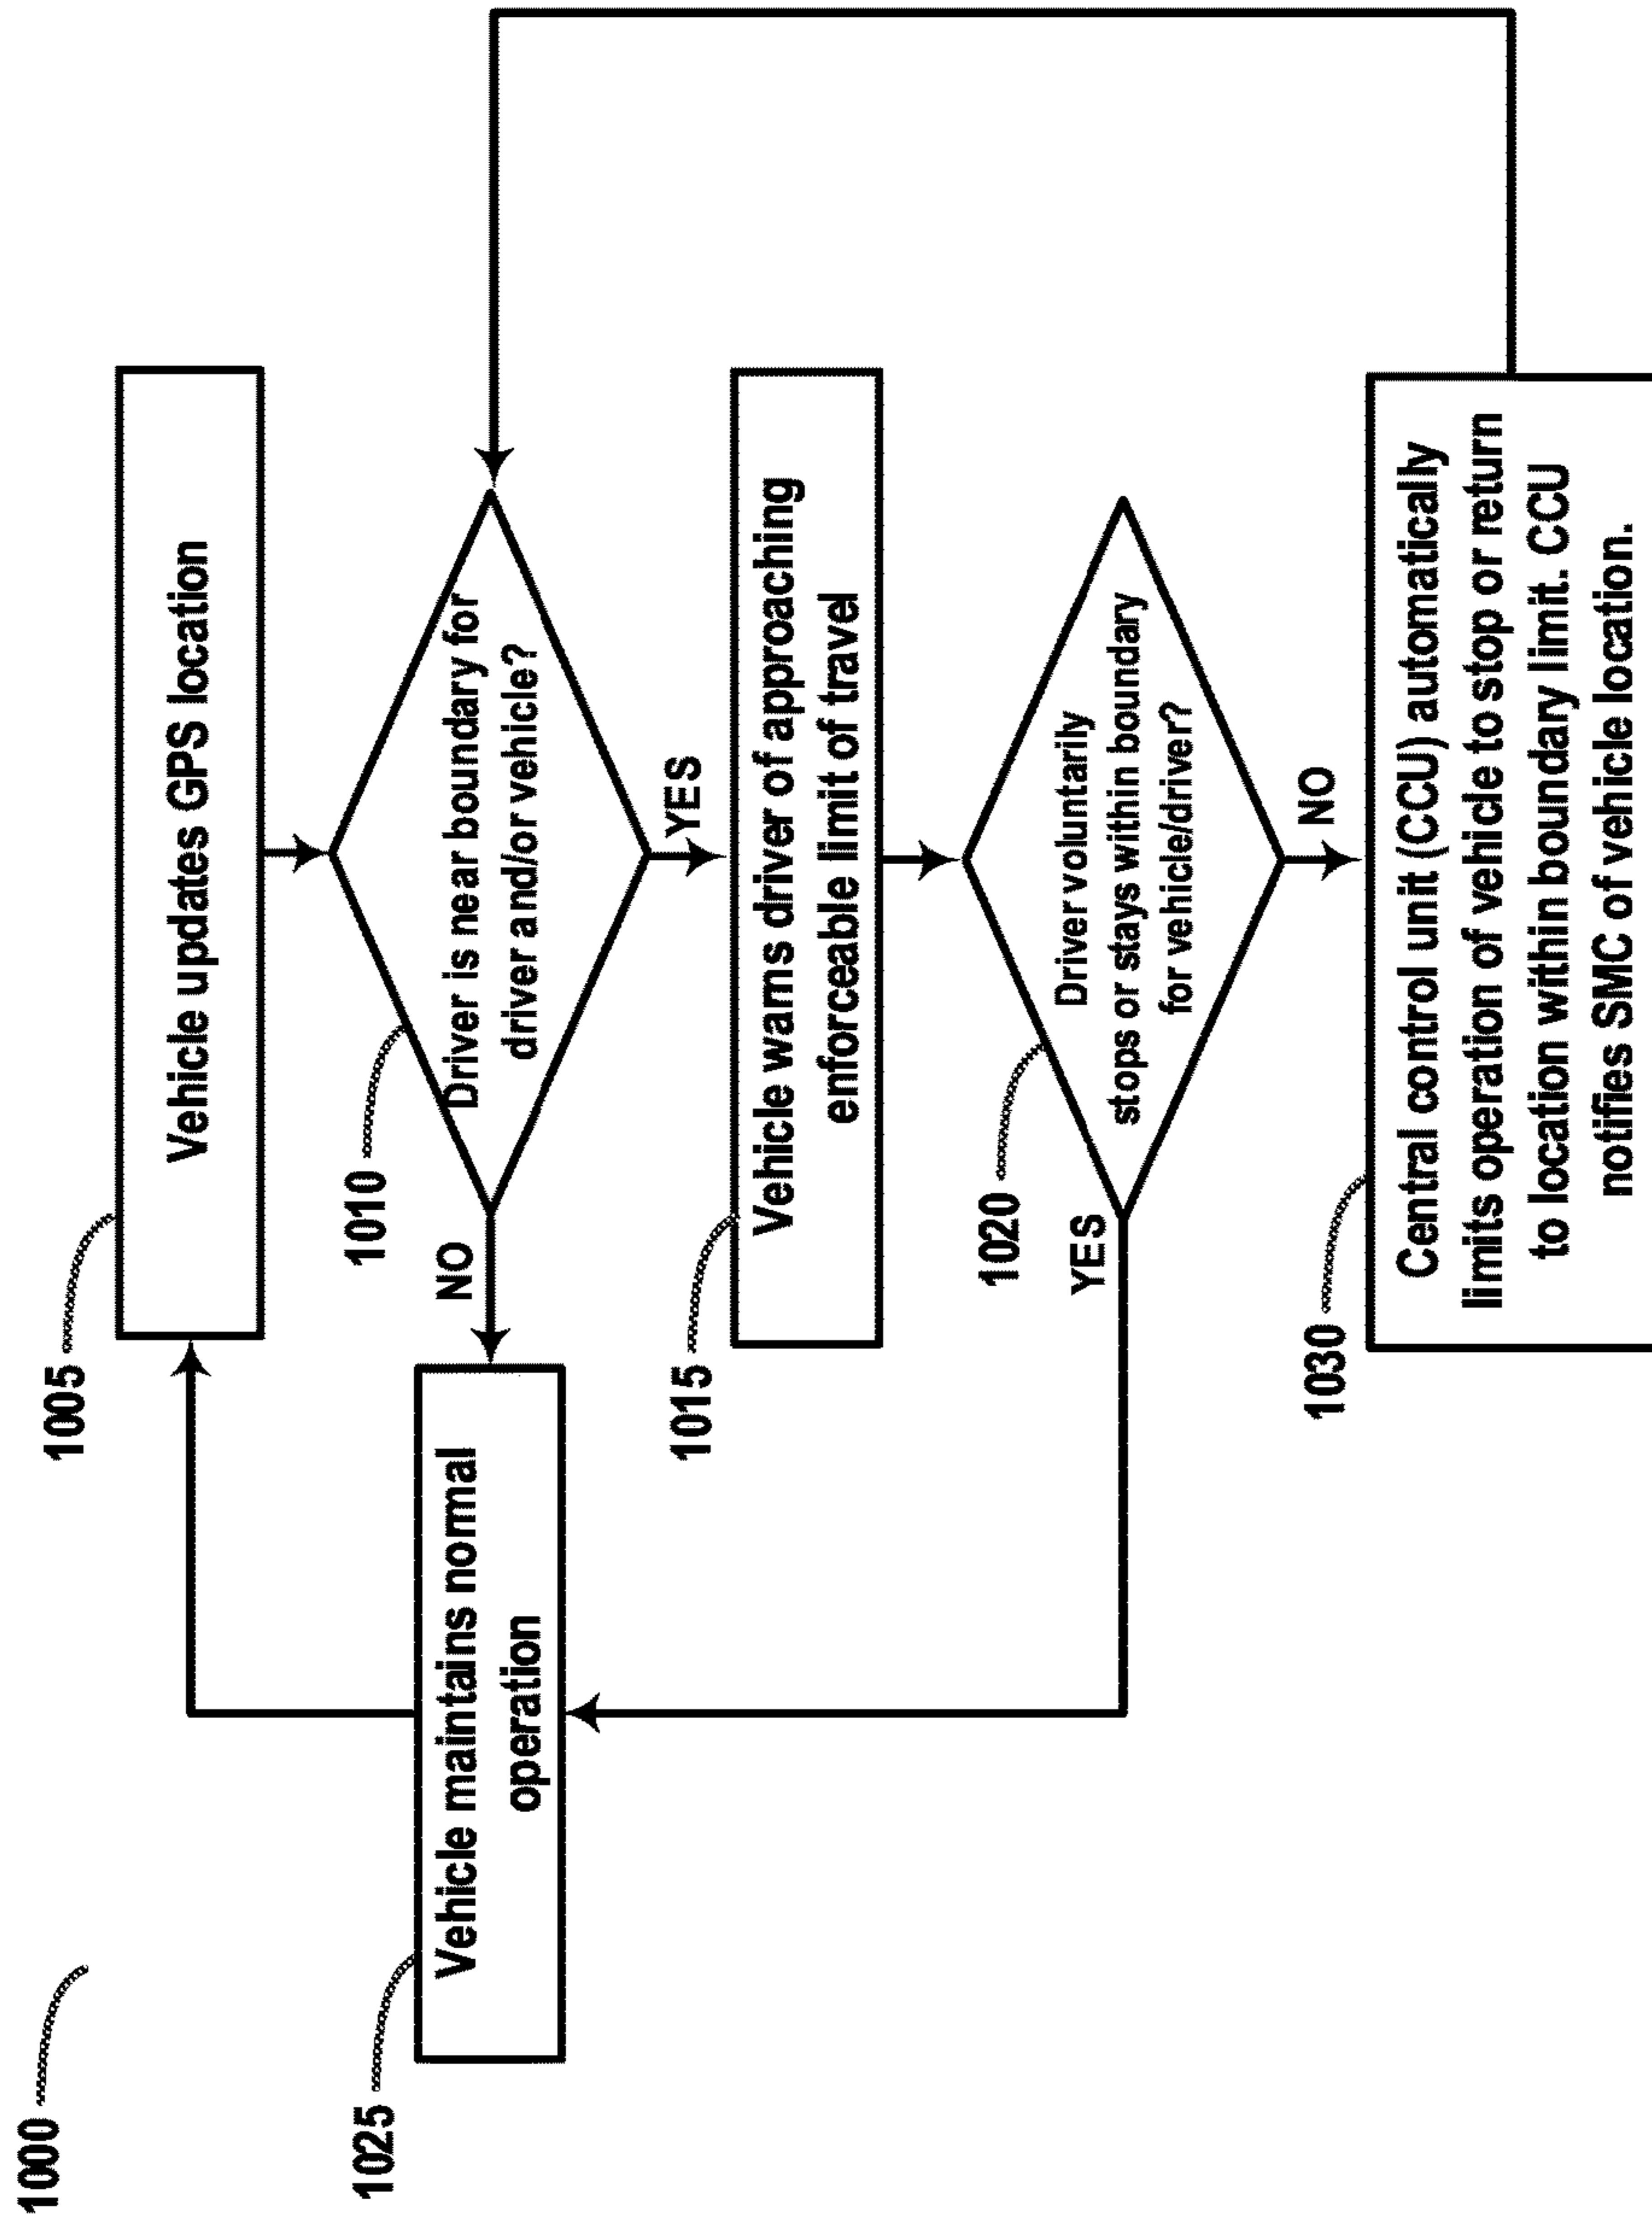 1000
1005
Vehicle updates GPS location
1010
Driver is near boundary for
driver and/or vehicle?
NO
YES
1025
Vehicle maintains normal
operation
1015
Vehicle warns driver of approaching
enforceable limit of travel
1020
Driver voluntarily
stops or stays within boundary
for vehicle/driver?
YES
NO
1030
Central control unit (CCU) automatically
limits operation of vehicle to stop or return
to location within boundary limit. CCU
notifies SMC of vehicle location.